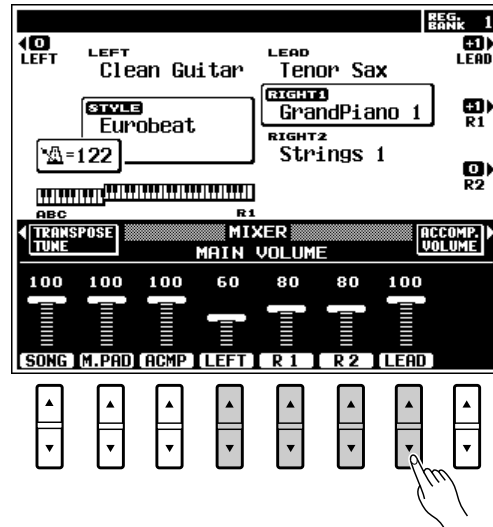 REG. BANK 1
0 LEFT
LEFT
Clean Guitar
LEAD
Tenor Sax
+1 LEAD
STYLE
Eurobeat
RIGHT1
GrandPiano 1
+1 R1
=122
RIGHT2
Strings 1
0 R2
ABC R1
TRANSPOSE TUNE
MIXER
MAIN VOLUME
ACCOMP. VOLUME
100 100 100 60 80 80 100
SONG M.PAD ACMP LEFT R 1 R 2 LEAD